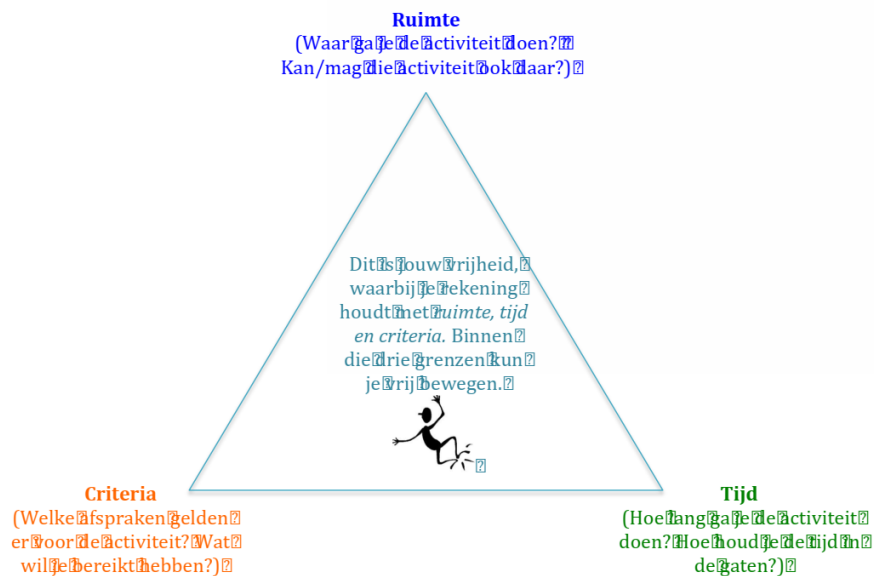 Ruimte
(Waar ga je de activiteit doen?
Kan/mag die activiteit ook daar?)
Dit is jouw vrijheid,
waarbij je rekening
houdt met ruimte, tijd
en criteria. Binnen
die drie grenzen kun
je vrij bewegen.
Criteria
(Welke afspraken gelden
er voor de activiteit? Wat
wil je bereikt hebben?)
Tijd
(Hoe lang ga je de activiteit
doen? Hoe houd je de tijd in
de gaten?)